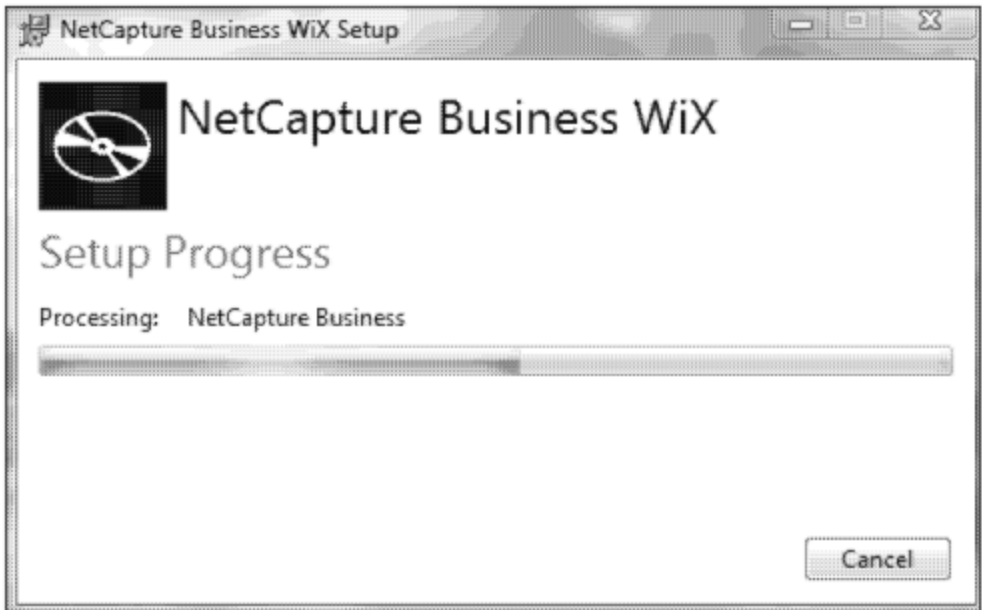 NetCapture Business WiX Setup
NetCapture Business WiX
Setup Progress
Processing: NetCapture Business
Cancel